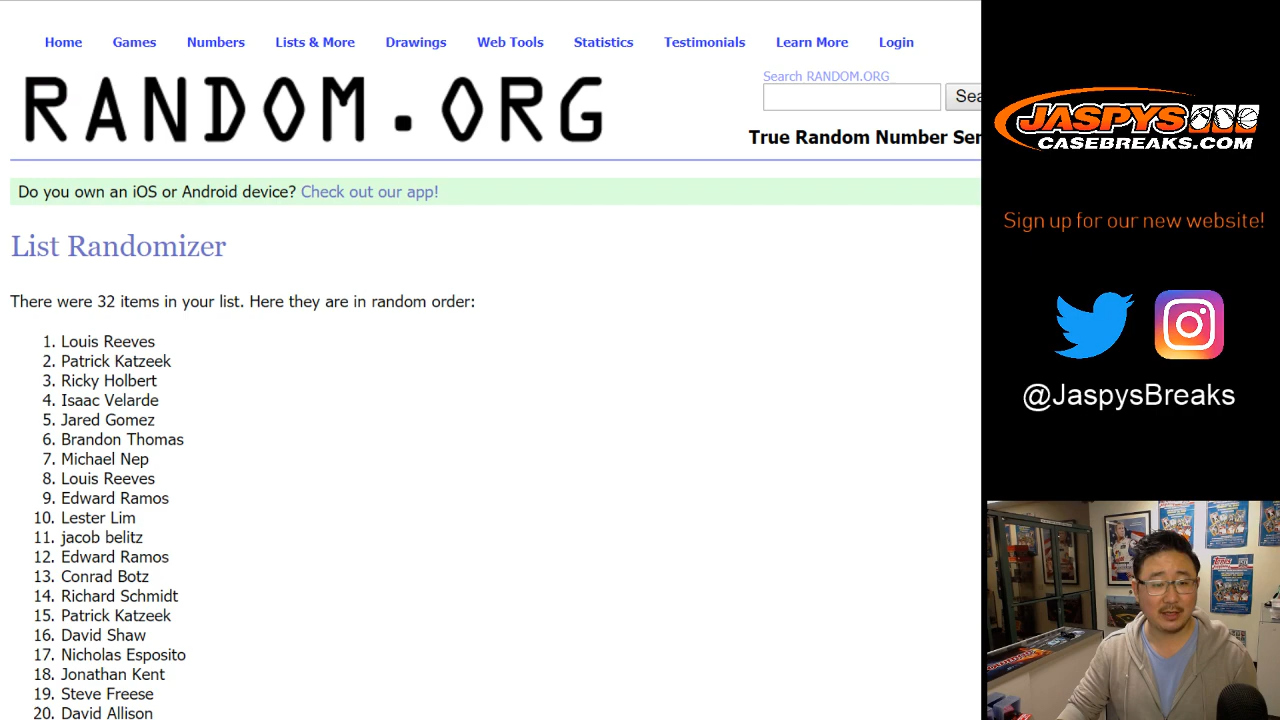 Home Games Numbers Lists & More Drawings Web Tools Statistics Testimonials Learn More Login
RANDOM.ORG
Search RANDOM.ORG
Sea
True Random Number Ser
Do you own an iOS or Android device? Check out our app!
List Randomizer
There were 32 items in your list. Here they are in random order:
1. Louis Reeves
2. Patrick Katzeek
3. Ricky Holbert
4. Isaac Velarde
5. Jared Gomez
6. Brandon Thomas
7. Michael Nep
8. Louis Reeves
9. Edward Ramos
10. Lester Lim
11. jacob belitz
12. Edward Ramos
13. Conrad Botz
14. Richard Schmidt
15. Patrick Katzeek
16. David Shaw
17. Nicholas Esposito
18. Jonathan Kent
19. Steve Freese
20. David Allison
JASPYS
CASEBREAKS.COM
Sign up for our new website!
@JaspysBreaks